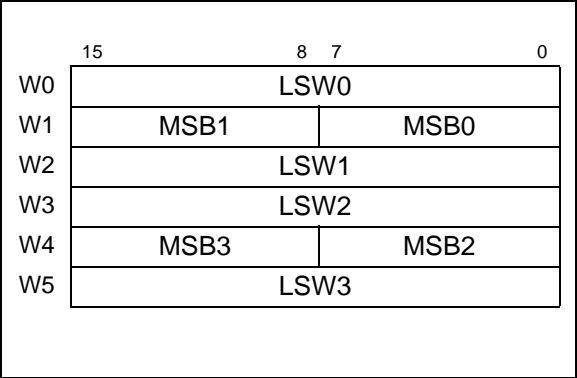 15 8 7 0
W0 LSW0
W1 MSB1 MSB0
W2 LSW1
W3 LSW2
W4 MSB3 MSB2
W5 LSW3